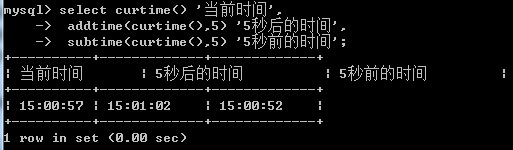 mysql> select curtime() '当前时间',
    -> addtime(curtime(),5) '5秒后的时间',
    -> subtime(curtime(),5) '5秒前的时间';
+----------+-------------+-------------+
| 当前时间 | 5秒后的时间 | 5秒前的时间 |
+----------+-------------+-------------+
| 15:00:57 | 15:01:02 | 15:00:52 |
+----------+-------------+-------------+
1 row in set (0.00 sec)